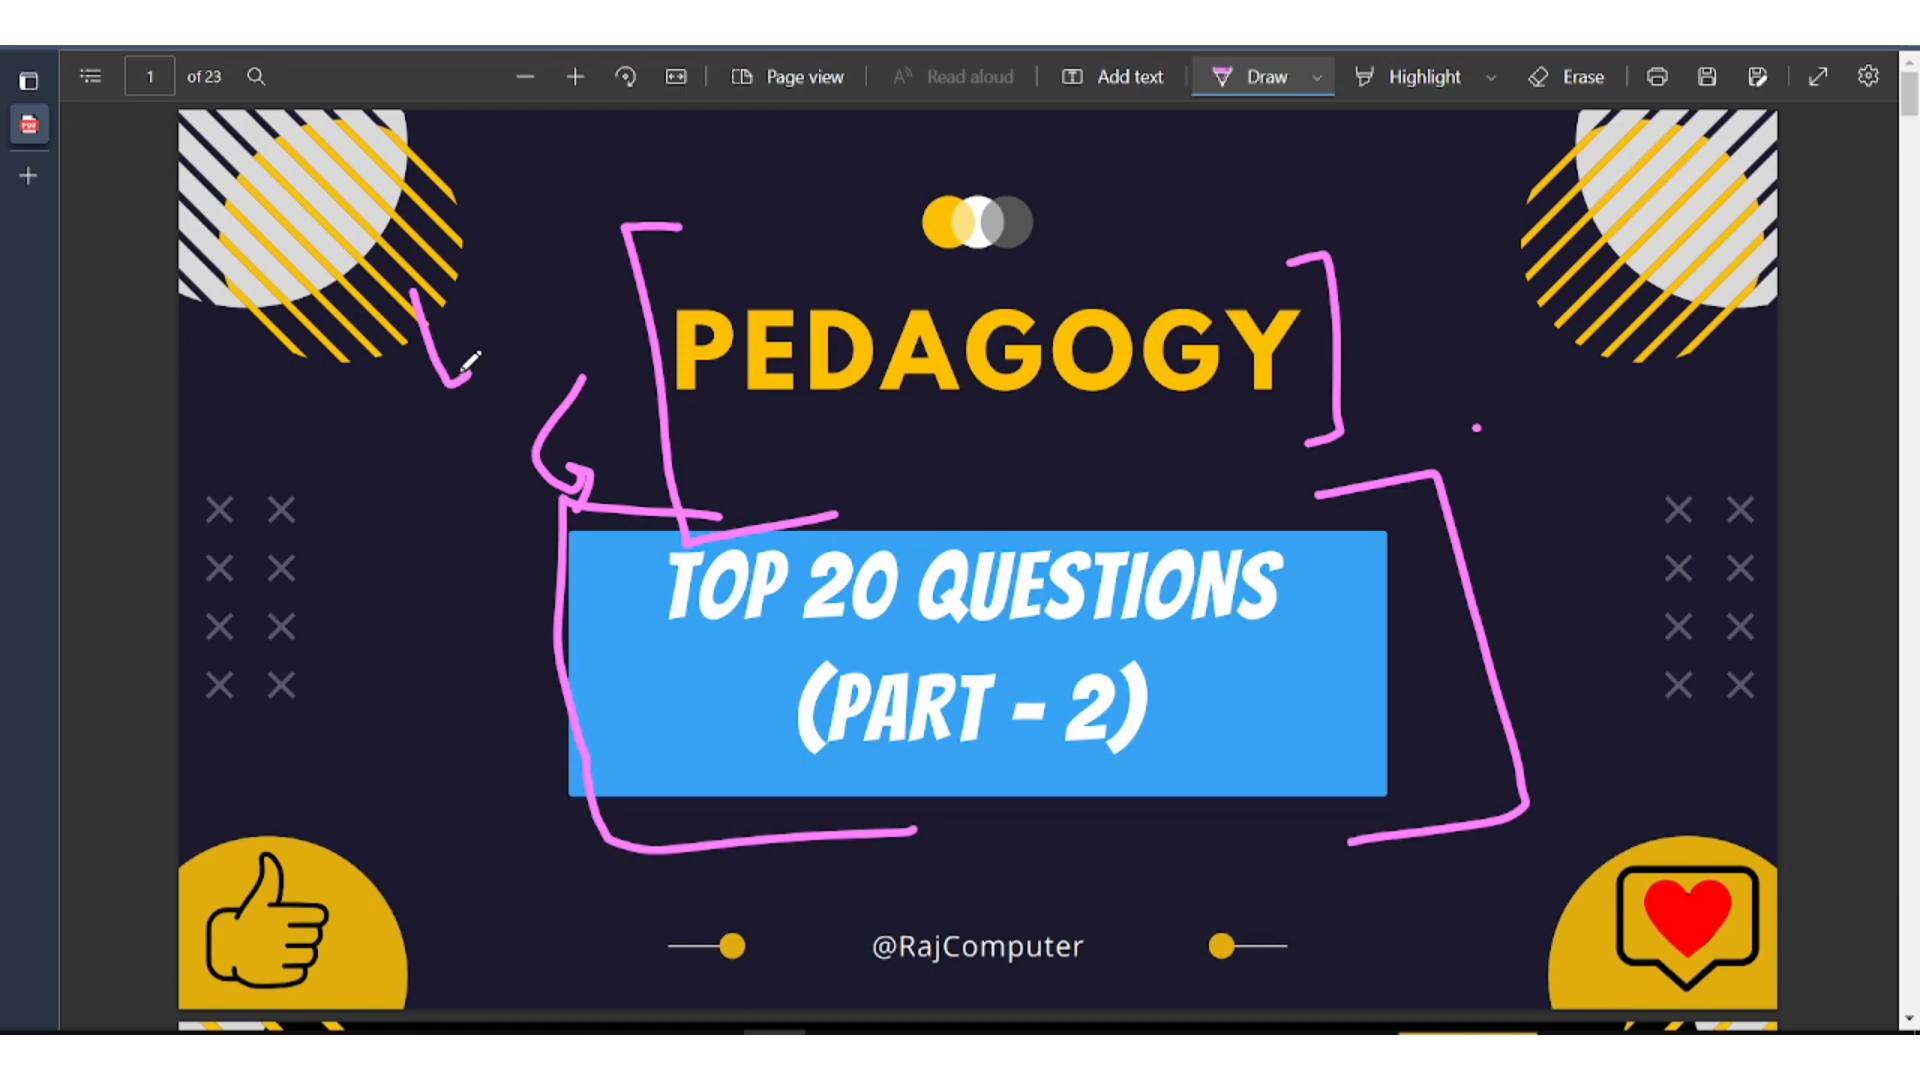 1 of 23 Page view Read aloud Add text Draw Highlight Erase
PDF
PEDAGOGY
TOP 20 QUESTIONS
(PART - 2)
@RajComputer